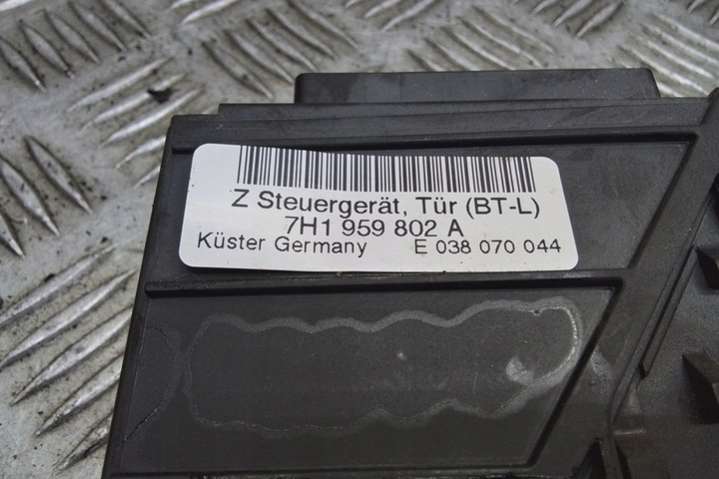 Z Steuergerät, Tür (BT-L)
7H1 959 802 A
Küster Germany E 038 070 044